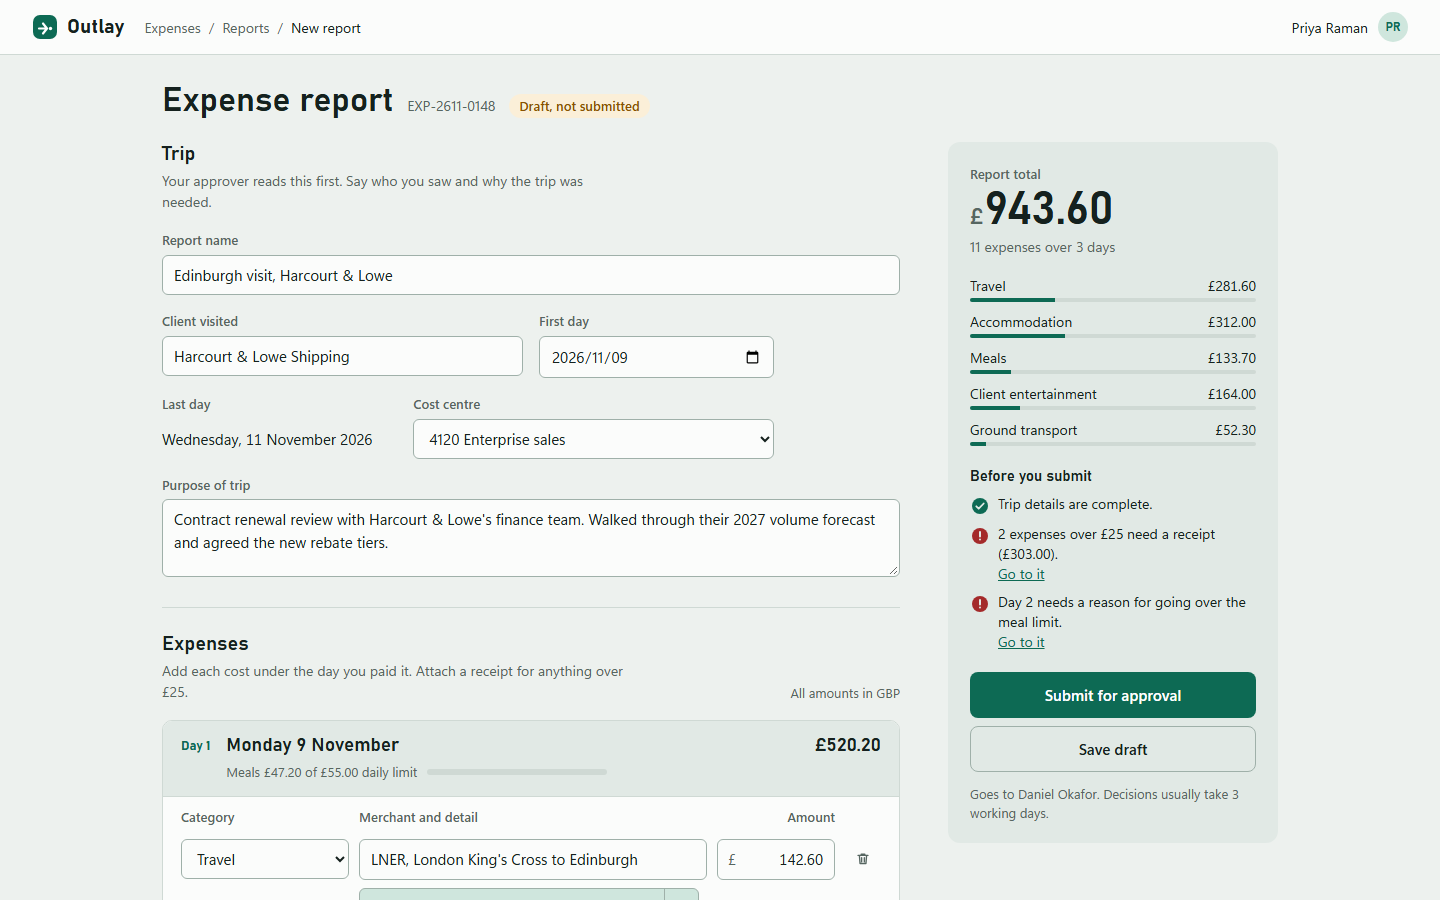 Outlay
Expenses / Reports / New report
Priya Raman
PR
Expense report
EXP-2611-0148
Draft, not submitted
Trip
Your approver reads this first. Say who you saw and why the trip was
needed.
Report name
Edinburgh visit, Harcourt & Lowe
Client visited
First day
Harcourt & Lowe Shipping
2026/11/09
Last day
Cost centre
Wednesday, 11 November 2026
4120 Enterprise sales
Purpose of trip
Contract renewal review with Harcourt & Lowe's finance team. Walked through their 2027 volume forecast
and agreed the new rebate tiers.
Expenses
Add each cost under the day you paid it. Attach a receipt for anything over
£25.
All amounts in GBP
Day 1
Monday 9 November
£520.20
Meals £47.20 of £55.00 daily limit
Category
Merchant and detail
Amount
Travel
LNER, London King's Cross to Edinburgh
£ 142.60
Report total
£943.60
11 expenses over 3 days
Travel £281.60
Accommodation £312.00
Meals £133.70
Client entertainment £164.00
Ground transport £52.30
Before you submit
Trip details are complete.
2 expenses over £25 need a receipt
(£303.00).
Go to it
Day 2 needs a reason for going over the
meal limit.
Go to it
Submit for approval
Save draft
Goes to Daniel Okafor. Decisions usually take 3
working days.